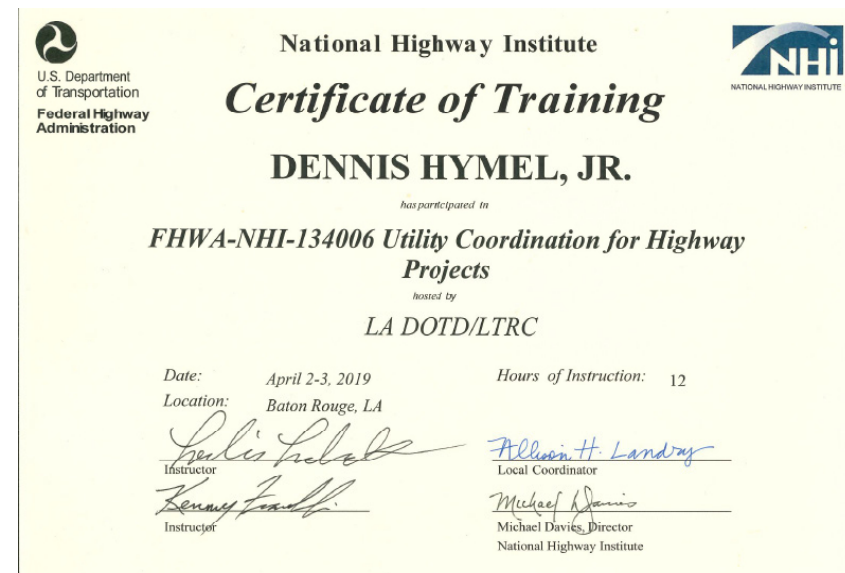 U.S. Department
of Transportation
Federal Highway
Administration
National Highway Institute
NHi
NATIONAL HIGHWAY INSTITUTE
Certificate of Training
DENNIS HYMEL, JR.
has participated in
FHWA-NHI-134006 Utility Coordination for Highway
Projects
hosted by
LA DOTD/LTRC
Date: April 2-3, 2019
Hours of Instruction: 12
Location: Baton Rouge, LA
Instructor
Allison H. Landry
Local Coordinator
Kenny
Instructor
Michael Davies
Michael Davies, Director
National Highway Institute